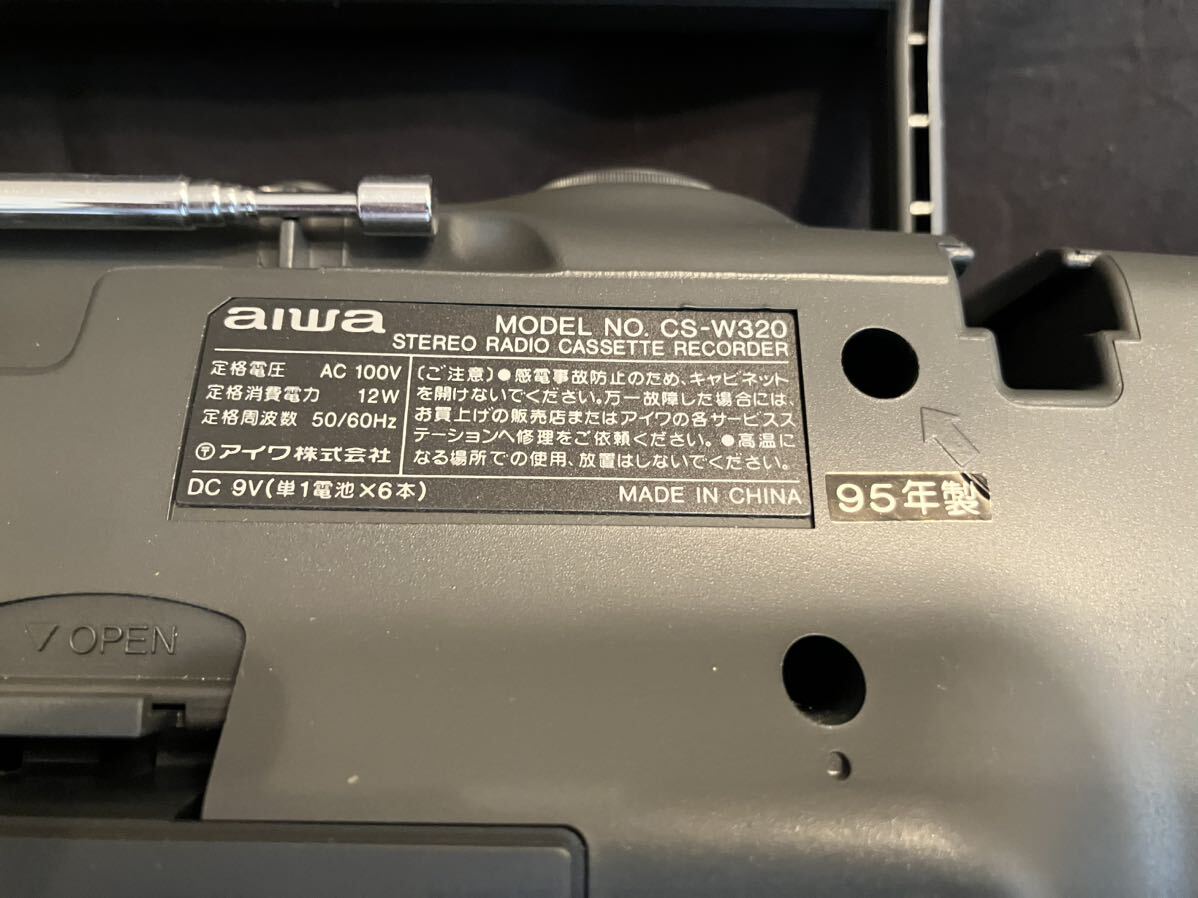 aiwa
MODEL NO. CS-W320
STEREO RADIO CASSETTE RECORDER
定格電圧 AC 100V
定格消費電力 12W
定格周波数 50/60Hz
〶アイワ株式会社
(ご注意)●感電事故防止のため、キャビネット
を開けないでください。万一故障した場合には、
お買上げの販売店またはアイワの各サービスス
テーションへ修理をご依頼ください。●高温に
なる場所での使用、放置はしないでください。
DC 9V(単1電池×6本)
MADE IN CHINA
95年製
▽OPEN